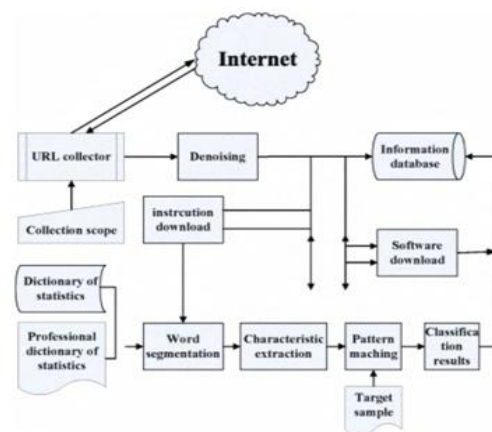 Internet
URL collector
Denoising
Information
database
Collection scope
instrcution
download
Software
download
Dictionary of
statistics
Professional
dictionary of
statistics
Word
segmentation
Characteristic
extraction
Pattern
maching
Classifica
tion
results
Target
sample